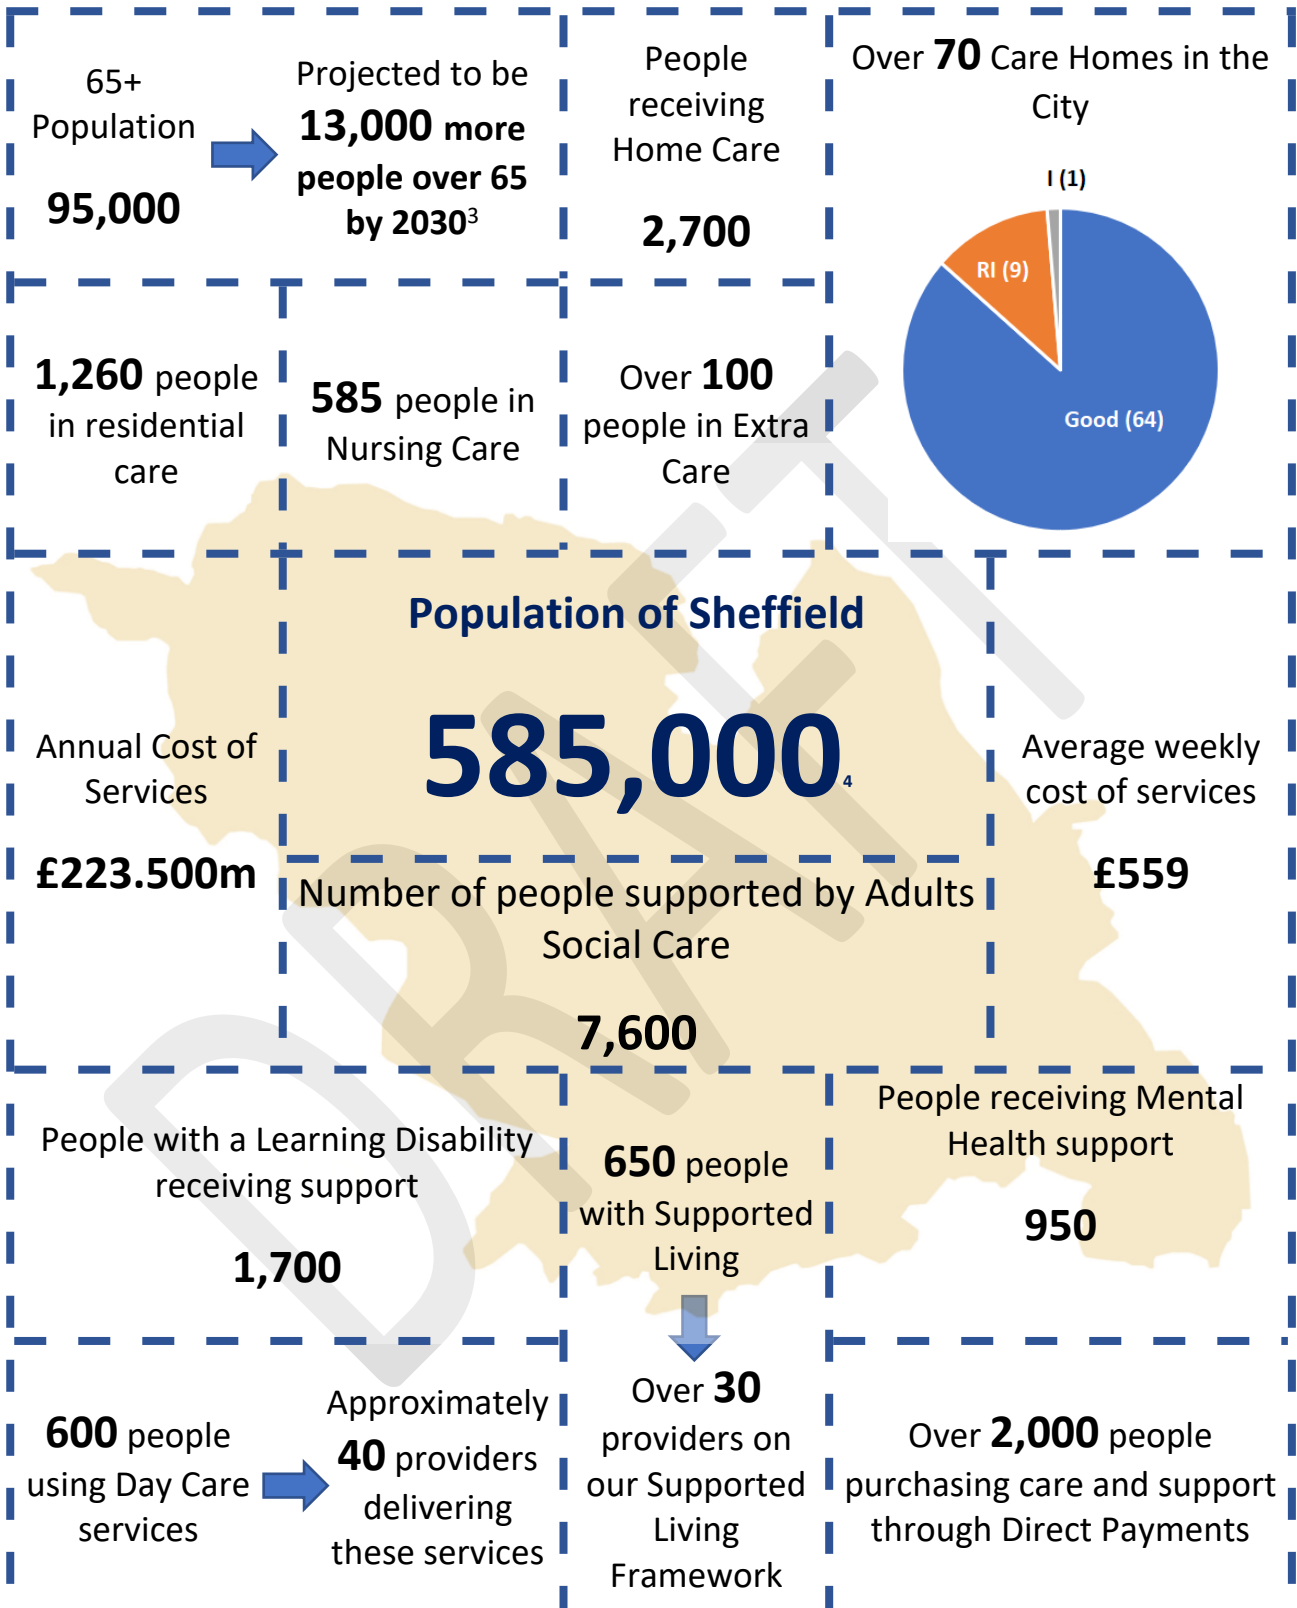 65+
Population
95,000
Projected to be
13,000 more
people over 65
by 2030³
People
receiving
Home Care
2,700
Over 70 Care Homes in the
City
I (1)
RI (9)
Good (64)
1,260 people
in residential
care
585 people in
Nursing Care
Over 100
people in Extra
Care
Population of Sheffield
585,000₄
Annual Cost of
Services
£223.500m
Average weekly
cost of services
£559
Number of people supported by Adults
Social Care
7,600
People with a Learning Disability
receiving support
1,700
650 people
with Supported
Living
People receiving Mental
Health support
950
600 people
using Day Care
services
Approximately
40 providers
delivering
these services
Over 30
providers on
our Supported
Living
Framework
Over 2,000 people
purchasing care and support
through Direct Payments
DRAFT